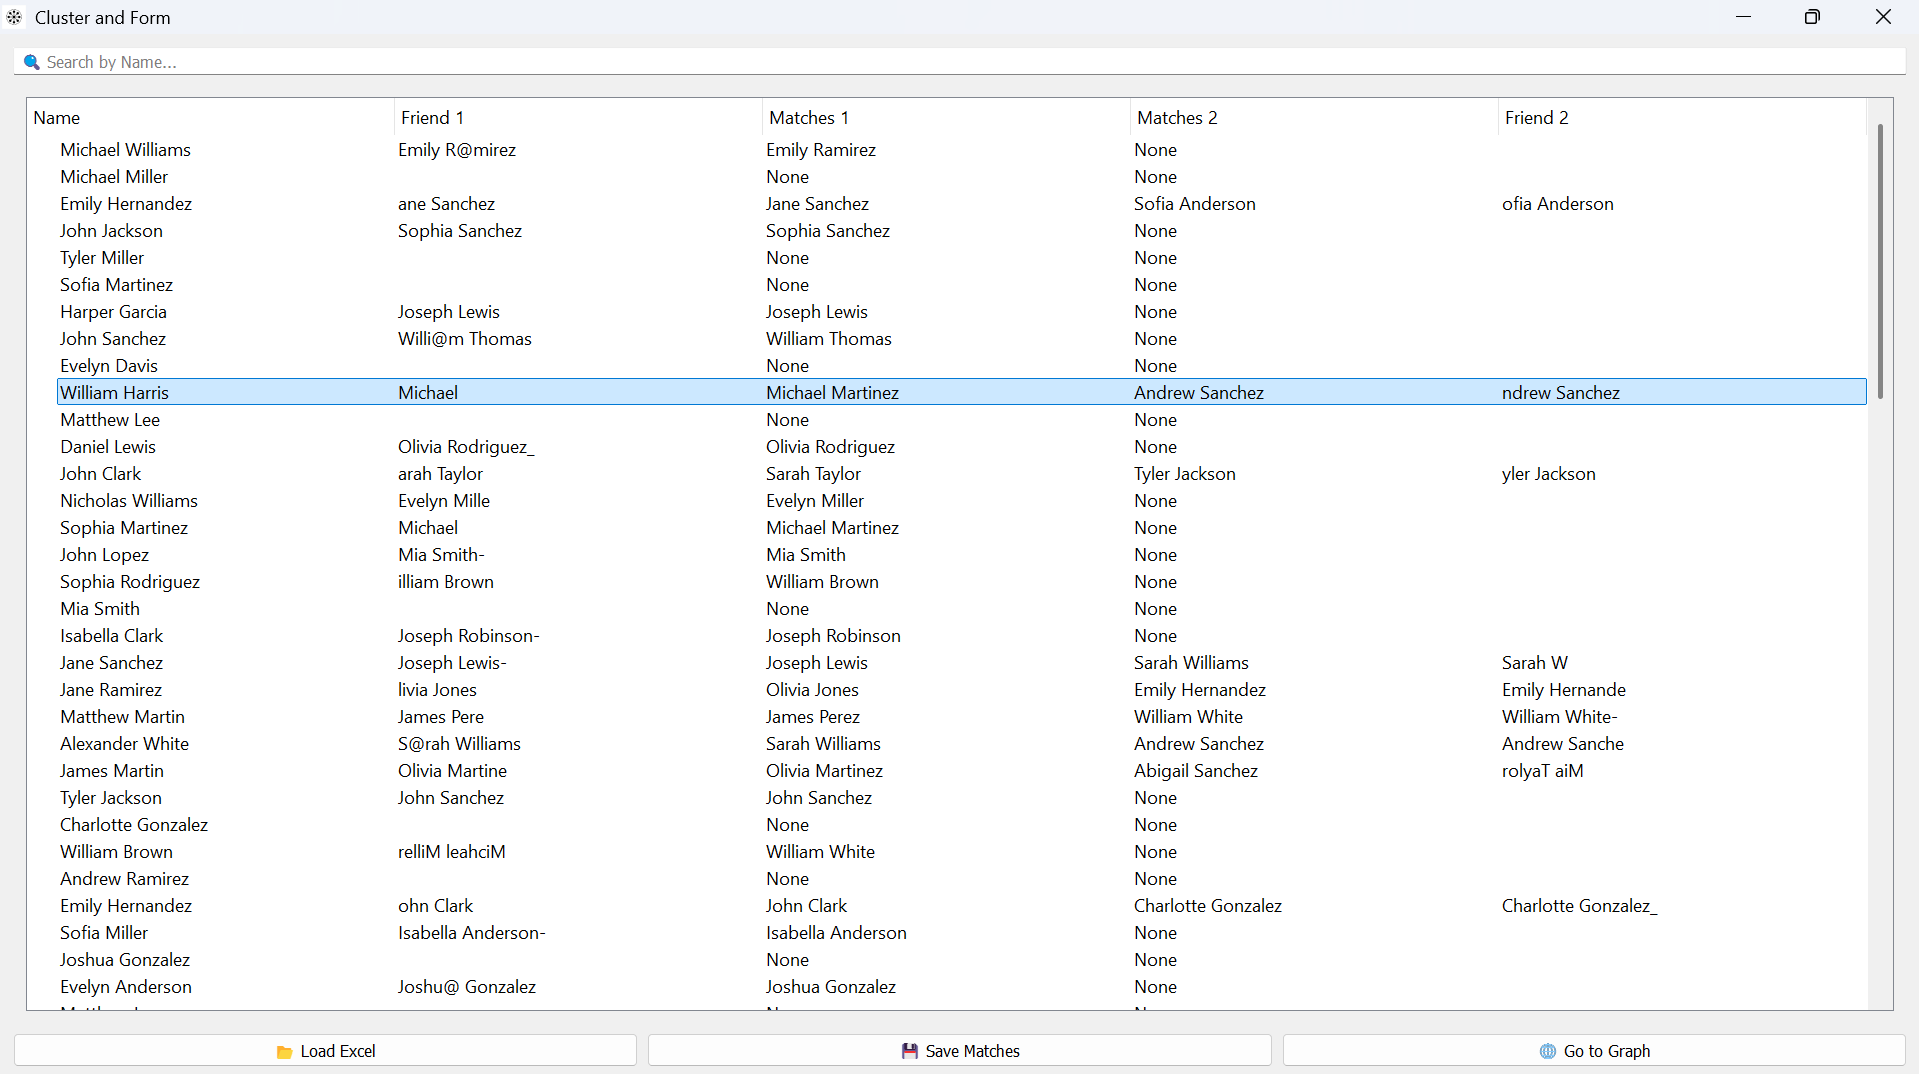 Cluster and Form
Search by Name...
Name Friend 1 Matches 1 Matches 2 Friend 2
Michael Williams Emily R@mirez Emily Ramirez None
Michael Miller None None
Emily Hernandez ane Sanchez Jane Sanchez Sofia Anderson ofia Anderson
John Jackson Sophia Sanchez Sophia Sanchez None
Tyler Miller None None
Sofia Martinez None None
Harper Garcia Joseph Lewis Joseph Lewis None
John Sanchez Willi@m Thomas William Thomas None
Evelyn Davis None None
William Harris Michael Michael Martinez Andrew Sanchez ndrew Sanchez
Matthew Lee None None
Daniel Lewis Olivia Rodriguez_ Olivia Rodriguez None
John Clark arah Taylor Sarah Taylor Tyler Jackson yler Jackson
Nicholas Williams Evelyn Mille Evelyn Miller None
Sophia Martinez Michael Michael Martinez None
John Lopez Mia Smith- Mia Smith None
Sophia Rodriguez illiam Brown William Brown None
Mia Smith None None
Isabella Clark Joseph Robinson- Joseph Robinson None
Jane Sanchez Joseph Lewis- Joseph Lewis Sarah Williams Sarah W
Jane Ramirez livia Jones Olivia Jones Emily Hernandez Emily Hernande
Matthew Martin James Pere James Perez William White William White-
Alexander White S@rah Williams Sarah Williams Andrew Sanchez Andrew Sanche
James Martin Olivia Martine Olivia Martinez Abigail Sanchez rolyaT aiM
Tyler Jackson John Sanchez John Sanchez None
Charlotte Gonzalez None None
William Brown relliM leahciM William White None
Andrew Ramirez None None
Emily Hernandez ohn Clark John Clark Charlotte Gonzalez Charlotte Gonzalez_
Sofia Miller Isabella Anderson- Isabella Anderson None
Joshua Gonzalez None None
Evelyn Anderson Joshu@ Gonzalez Joshua Gonzalez None
Load Excel Save Matches Go to Graph